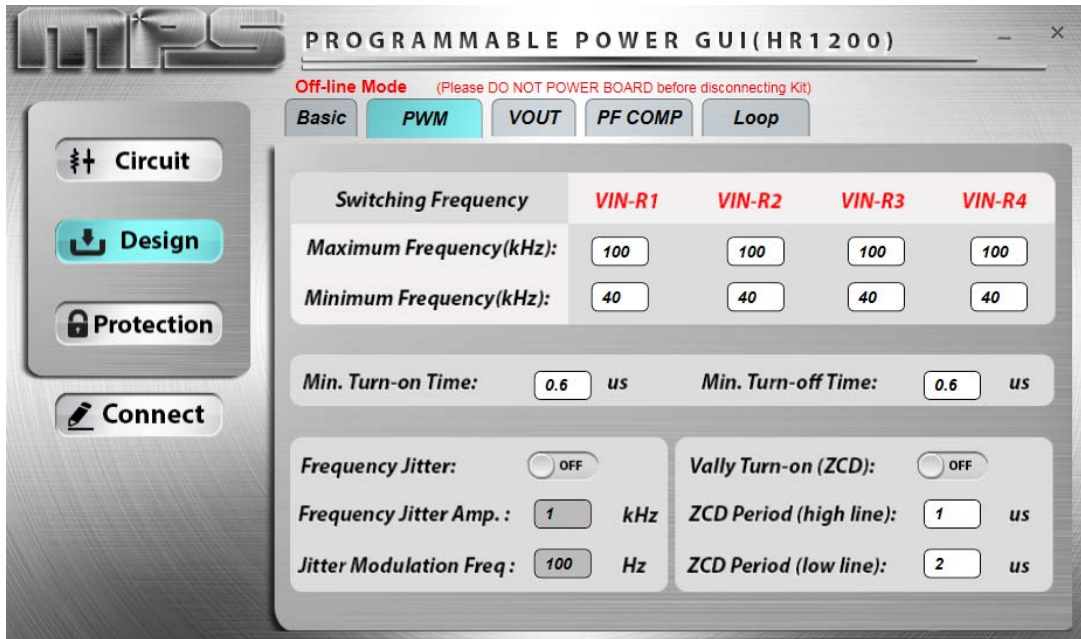 MPS
PROGRAMMABLE POWER GUI(HR1200)
Off-line Mode (Please DO NOT POWER BOARD before disconnecting Kit)
Basic PWM VOUT PF COMP Loop
Circuit
Design
Protection
Connect
Switching Frequency VIN-R1 VIN-R2 VIN-R3 VIN-R4
Maximum Frequency(kHz): 100 100 100 100
Minimum Frequency(kHz): 40 40 40 40
Min. Turn-on Time: 0.6 us Min. Turn-off Time: 0.6 us
Frequency Jitter: OFF
Frequency Jitter Amp. : 1 kHz
Jitter Modulation Freq : 100 Hz
Vally Turn-on (ZCD): OFF
ZCD Period (high line): 1 us
ZCD Period (low line): 2 us